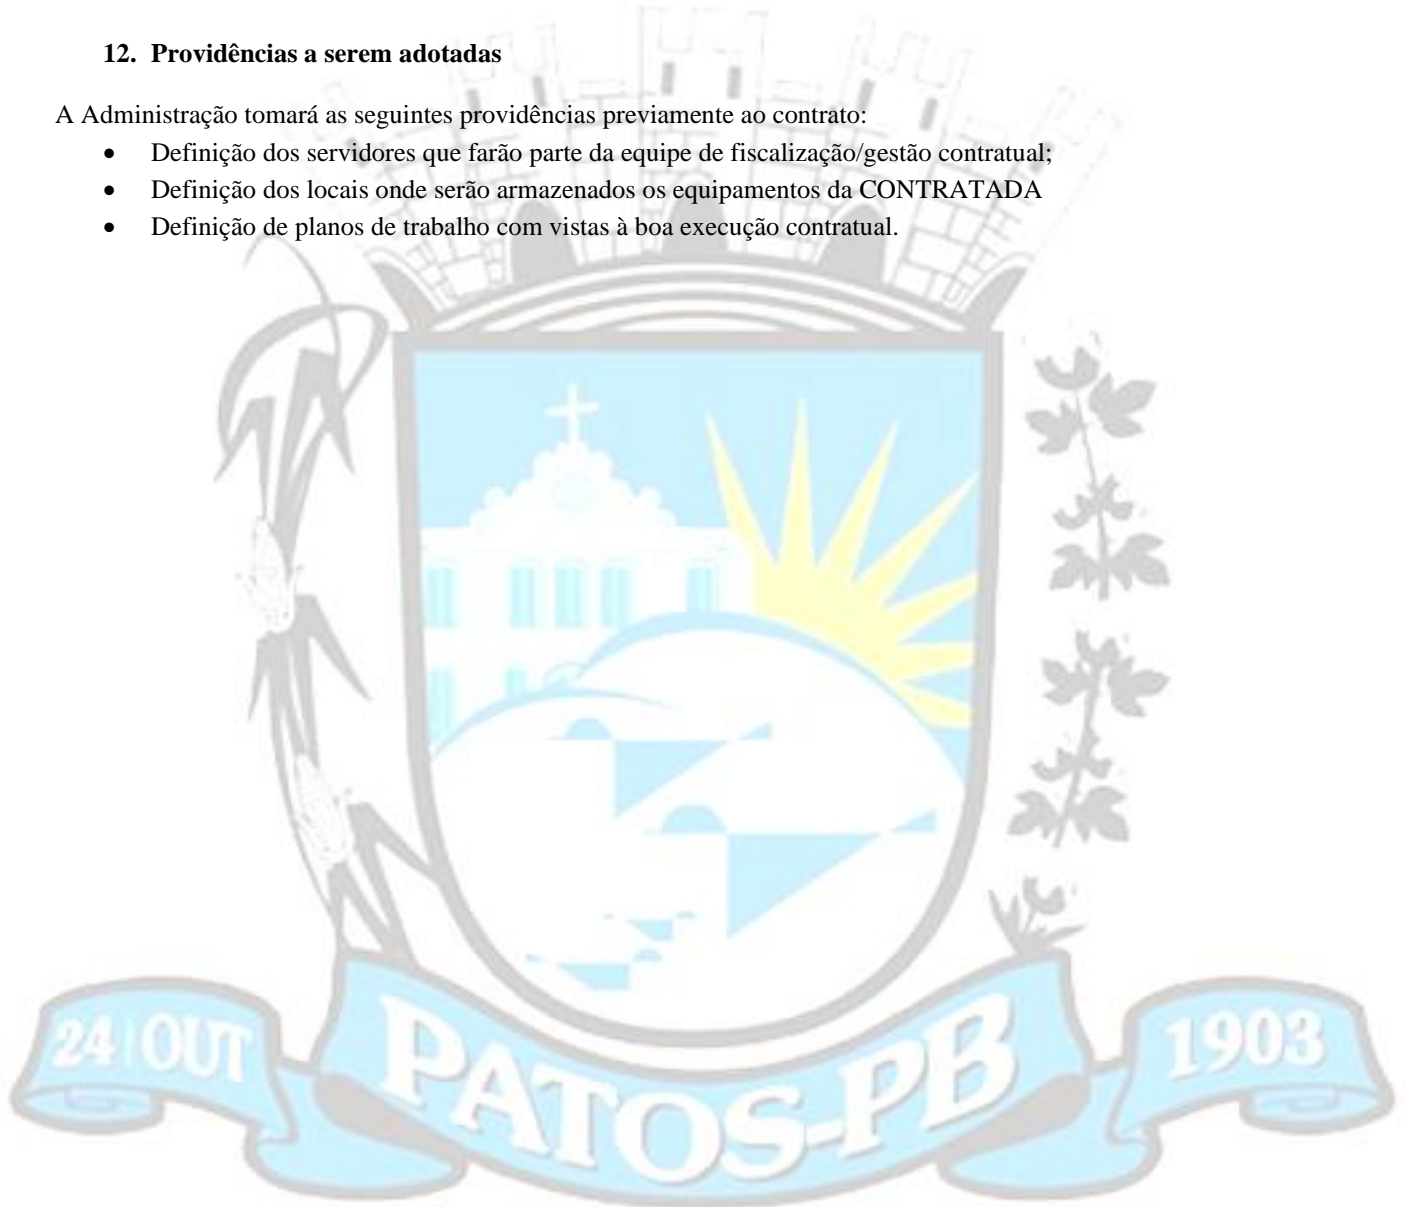 12. Providências a serem adotadas
A Administração tomará as seguintes providências previamente ao contrato:
• Definição dos servidores que farão parte da equipe de fiscalização/gestão contratual;
• Definição dos locais onde serão armazenados os equipamentos da CONTRATADA
• Definição de planos de trabalho com vistas à boa execução contratual.
24 | OUT
PATOS-PB
1903